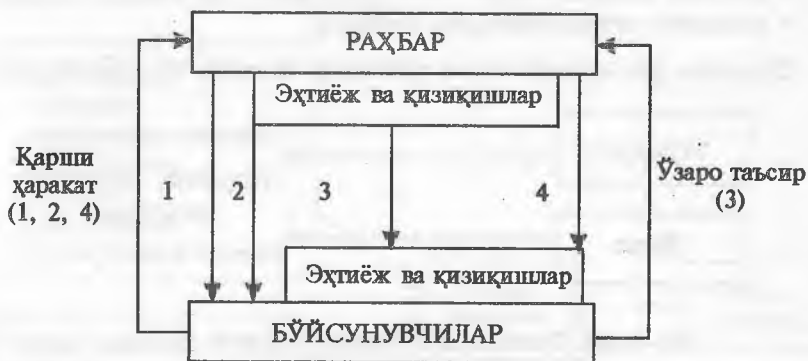 РАҲБАР
Эҳтиёж ва қизиқишлар
Қарши
ҳаракат
(1, 2, 4)
1
2
3
4
Ўзаро таъсир
(3)
Эҳтиёж ва қизиқишлар
БЎЙСУНУВЧИЛАР